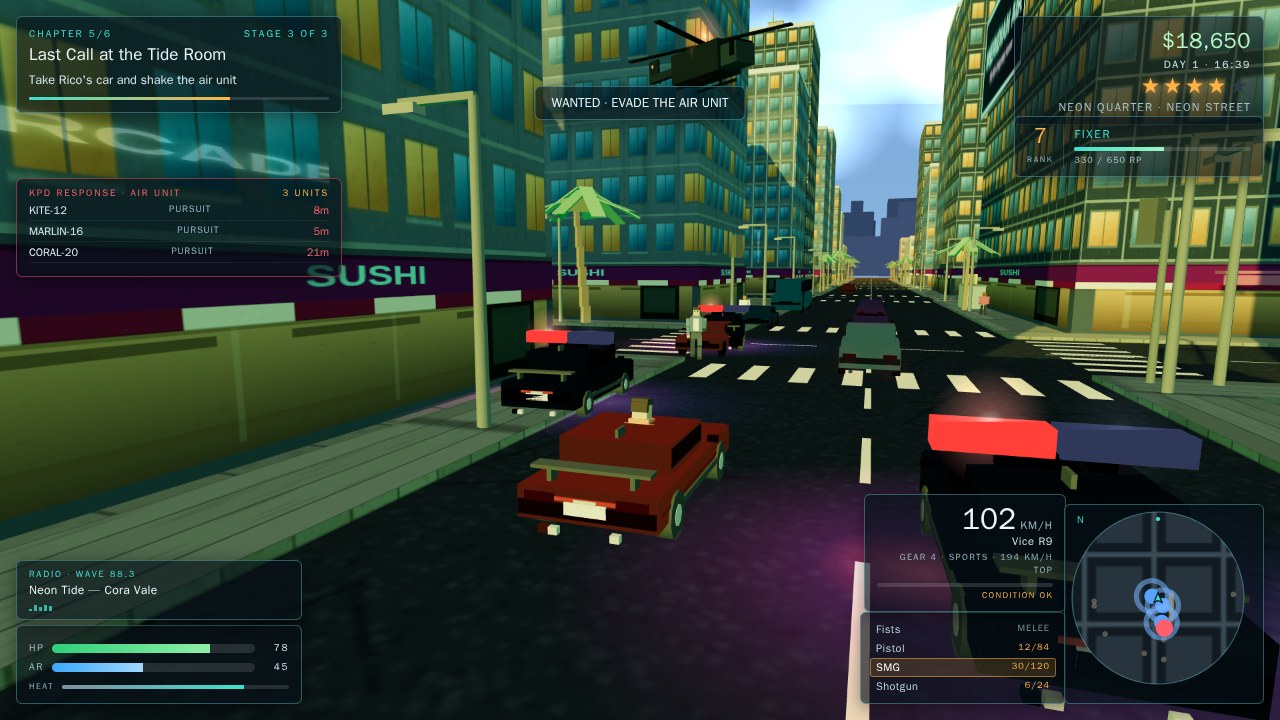 CHAPTER 5/6 STAGE 3 OF 3
Last Call at the Tide Room
Take Rico's car and shake the air unit
WANTED · EVADE THE AIR UNIT
$18,650
DAY 1 · 16:39
NEON QUARTER · NEON STREET
7 FIXER
RANK 330 / 650 RP
RCADE
KPD RESPONSE · AIR UNIT 3 UNITS
KITE-12 PURSUIT 8m
MARLIN-16 PURSUIT 5m
CORAL-20 PURSUIT 21m
SUSHI
SUSHI
SUSHI
SUSHI
RADIO · WAVE 88.3
Neon Tide — Cora Vale
HP 78
AR 45
HEAT
102 KM/H
Vice R9
GEAR 4 · SPORTS · 194 KM/H
TOP
CONDITION OK
Fists MELEE
Pistol 12/84
SMG 30/120
Shotgun 6/24
N